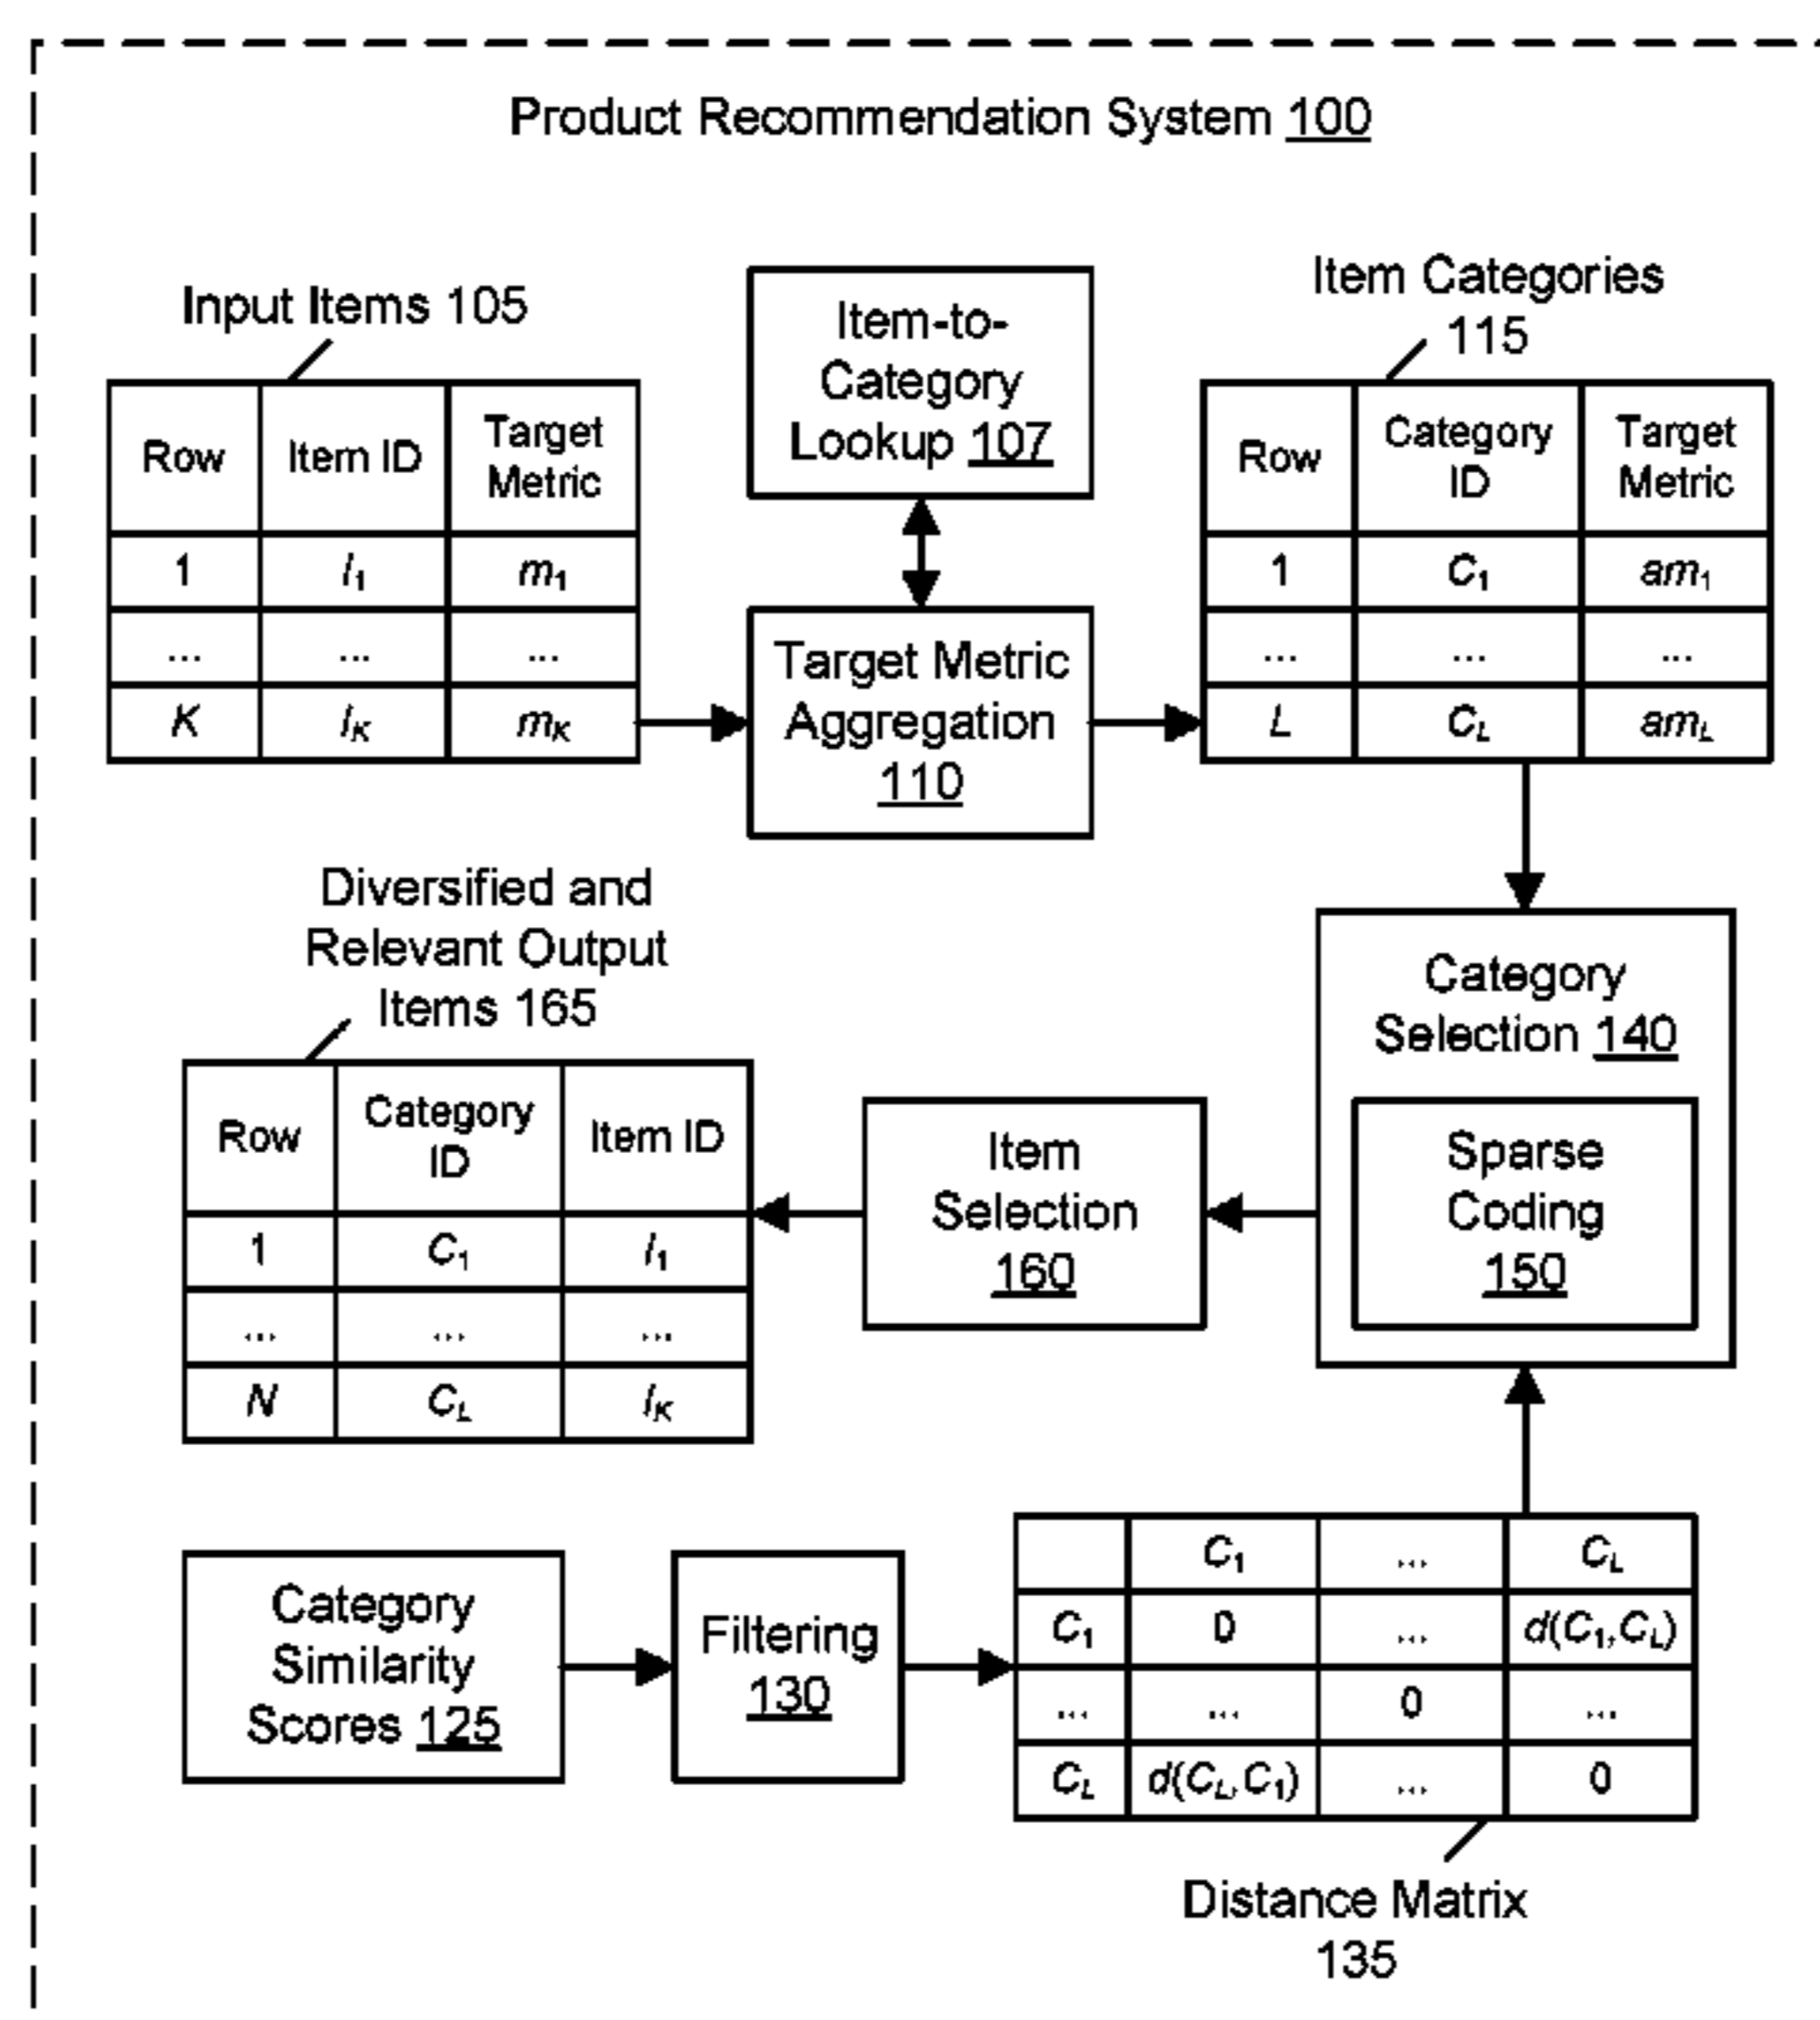 Product Recommendation System 100
Input Items 105
Row Item ID Target Metric
1 I1 m1
... ... ...
K IK mK
Item-to-
Category
Lookup 107
Target Metric
Aggregation
110
Item Categories
115
Row Category ID Target Metric
1 C1 am1
... ... ...
L CL amL
Category
Selection 140
Sparse
Coding
150
Item
Selection
160
Diversified and
Relevant Output
Items 165
Row Category ID Item ID
1 C1 I1
... ... ...
N CL IK
Category
Similarity
Scores 125
Filtering
130
C1 ... CL
C1 0 ... d(C1,CL)
... ... 0 ...
CL d(CL,C1) ... 0
Distance Matrix
135